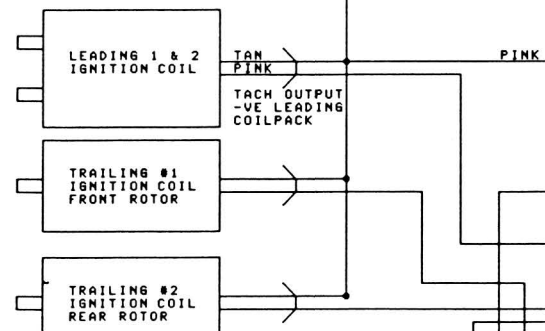 LEADING 1 & 2
IGNITION COIL
TAN
PINK
PINK
TACH OUTPUT
-VE LEADING
COILPACK
TRAILING #1
IGNITION COIL
FRONT ROTOR
TRAILING #2
IGNITION COIL
REAR ROTOR